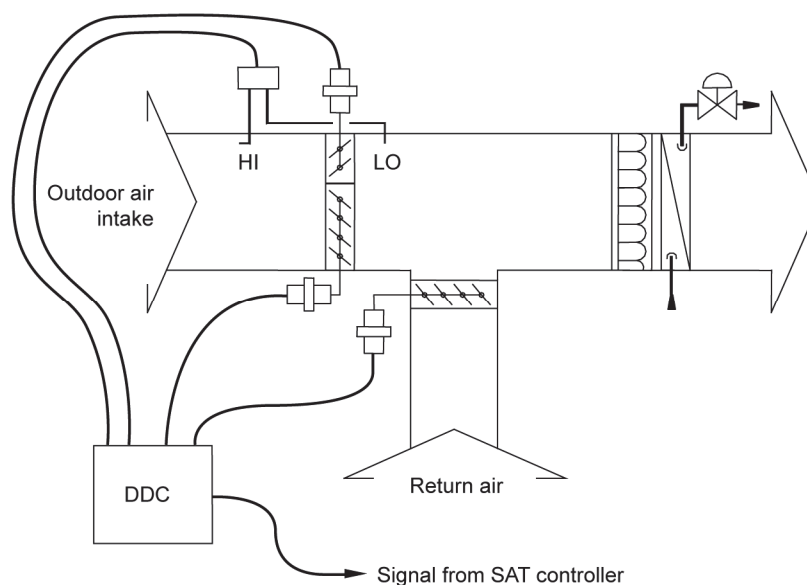 HI
LO
Outdoor air
intake
DDC
Return air
Signal from SAT controller